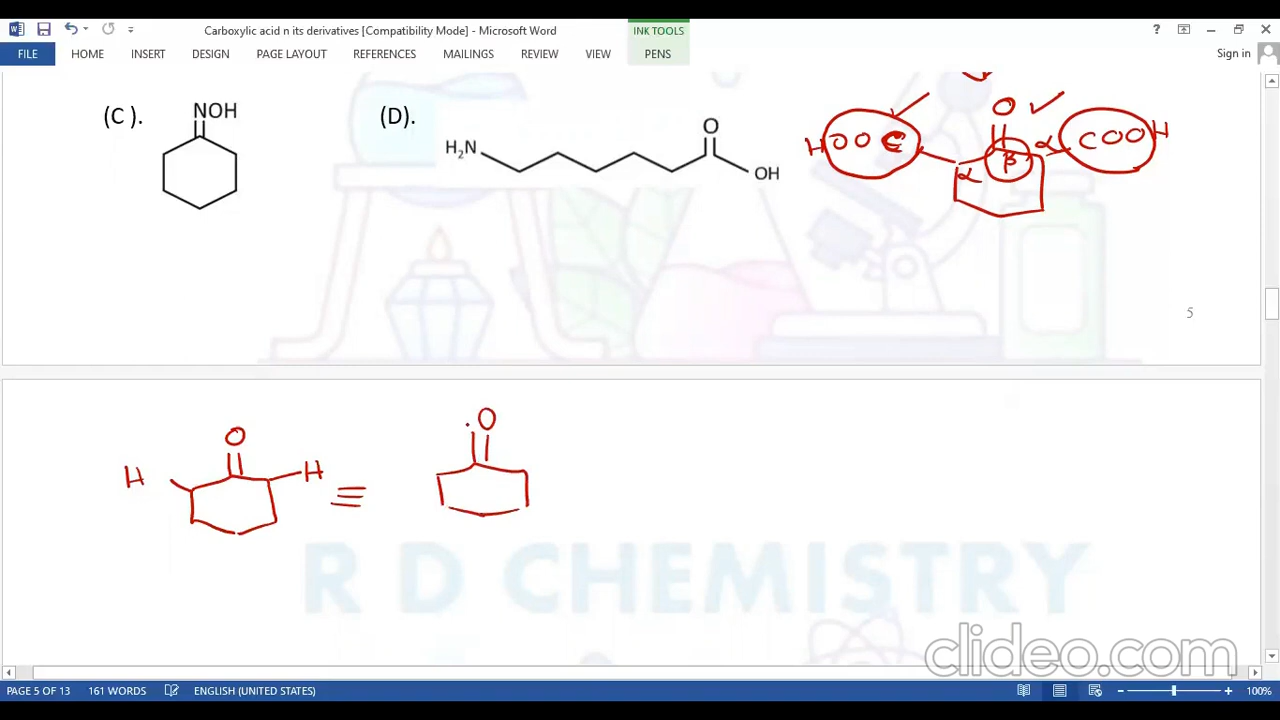 Carboxylic acid n its derivatives [Compatibility Mode] - Microsoft Word
INK TOOLS
FILE HOME INSERT DESIGN PAGE LAYOUT REFERENCES MAILINGS REVIEW VIEW PENS
Sign in
(C ).
NOH
(D).
H₂N
O
OH
O
HOOC
COOH
α
β
α
5
O
H
H
≡
O
R D CHEMISTRY
clideo.com
PAGE 5 OF 13 161 WORDS ENGLISH (UNITED STATES) 100%